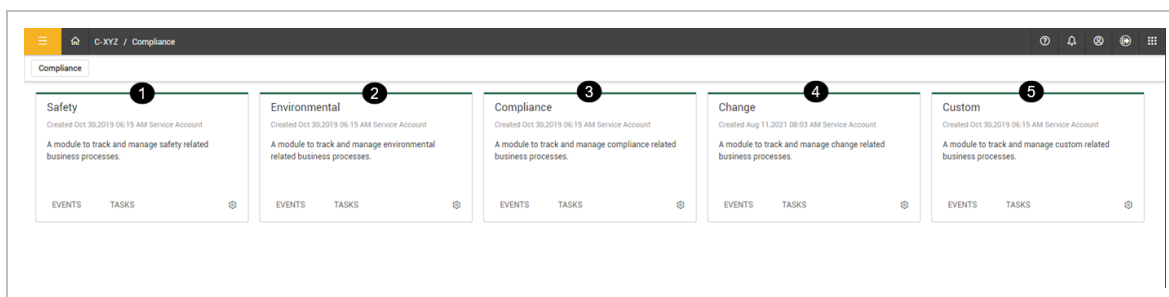 C-XYZ / Compliance
Compliance
1
2
3
4
5
Safety
Created Oct 30,2019 06:15 AM Service Account
A module to track and manage safety related
business processes.
EVENTS TASKS
Environmental
Created Oct 30,2019 06:15 AM Service Account
A module to track and manage environmental
related business processes.
EVENTS TASKS
Compliance
Created Oct 30,2019 06:15 AM Service Account
A module to track and manage compliance related
business processes.
EVENTS TASKS
Change
Created Aug 11,2021 08:03 AM Service Account
A module to track and manage change related
business processes.
EVENTS TASKS
Custom
Created Oct 30,2019 06:15 AM Service Account
A module to track and manage custom related
business processes.
EVENTS TASKS